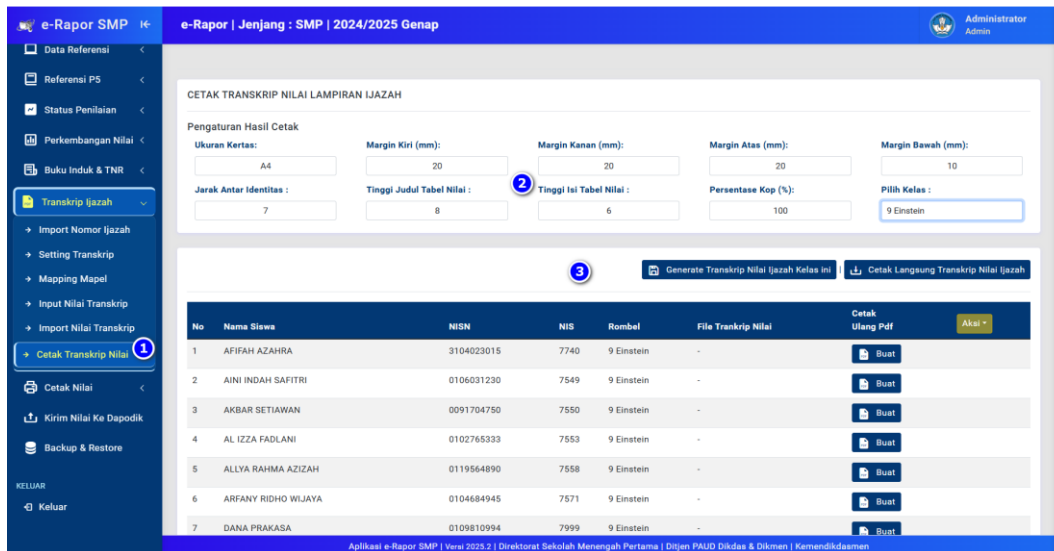 e-Rapor SMP
e-Rapor | Jenjang : SMP | 2024/2025 Genap
Administrator
Admin
Data Referensi
Referensi P5
Status Penilaian
Perkembangan Nilai
Buku Induk & TNR
Transkrip Ijazah
Import Nomor Ijazah
Setting Transkrip
Mapping Mapel
Input Nilai Transkrip
Import Nilai Transkrip
Cetak Transkrip Nilai
1
Cetak Nilai
Kirim Nilai Ke Dapodik
Backup & Restore
KELUAR
Keluar
CETAK TRANSKRIP NILAI LAMPIRAN IJAZAH
Pengaturan Hasil Cetak
Ukuran Kertas: Margin Kiri (mm): Margin Kanan (mm): Margin Atas (mm): Margin Bawah (mm):
A4 20 20 20 10
Jarak Antar Identitas : Tinggi Judul Tabel Nilai : 2 Tinggi Isi Tabel Nilai : Persentase Kop (%): Pilih Kelas :
7 8 6 100 9 Einstein
3 Generate Transkrip Nilai Ijazah Kelas ini | Cetak Langsung Transkrip Nilai Ijazah
No Nama Siswa NISN NIS Rombel File Trankrip Nilai Cetak Ulang Pdf Aksi
1 AFIFAH AZAHRA 3104023015 7740 9 Einstein - Buat
2 AINI INDAH SAFITRI 0106031230 7549 9 Einstein - Buat
3 AKBAR SETIAWAN 0091704750 7550 9 Einstein - Buat
4 AL IZZA FADLANI 0102765333 7553 9 Einstein - Buat
5 ALLYA RAHMA AZIZAH 0119564890 7558 9 Einstein - Buat
6 ARFANY RIDHO WIJAYA 0104684945 7571 9 Einstein - Buat
7 DANA PRAKASA 0109810994 7999 9 Einstein - Buat
Aplikasi e-Rapor SMP | Versi 2025.2 | Direktorat Sekolah Menengah Pertama | Ditjen PAUD Dikdas & Dikmen | Kemendikdasmen